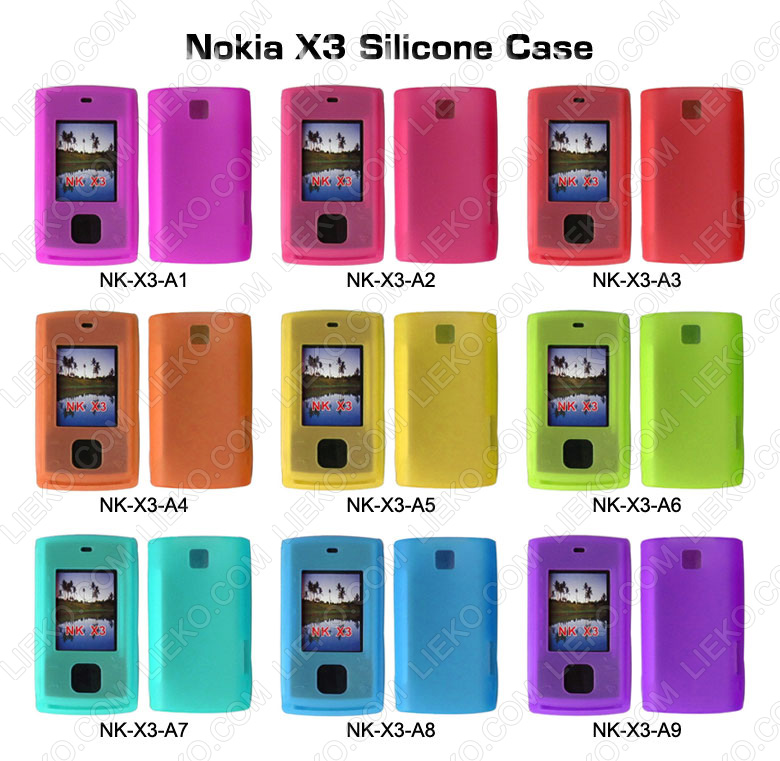 Nokia X3 Silicone Case
NK X3 NK X3 NK X3
NK-X3-A1 NK-X3-A2 NK-X3-A3
NK X3 NK X3 NK X3
NK-X3-A4 NK-X3-A5 NK-X3-A6
NK X3 NK X3 NK X3
NK-X3-A7 NK-X3-A8 NK-X3-A9
LIEKO.COM